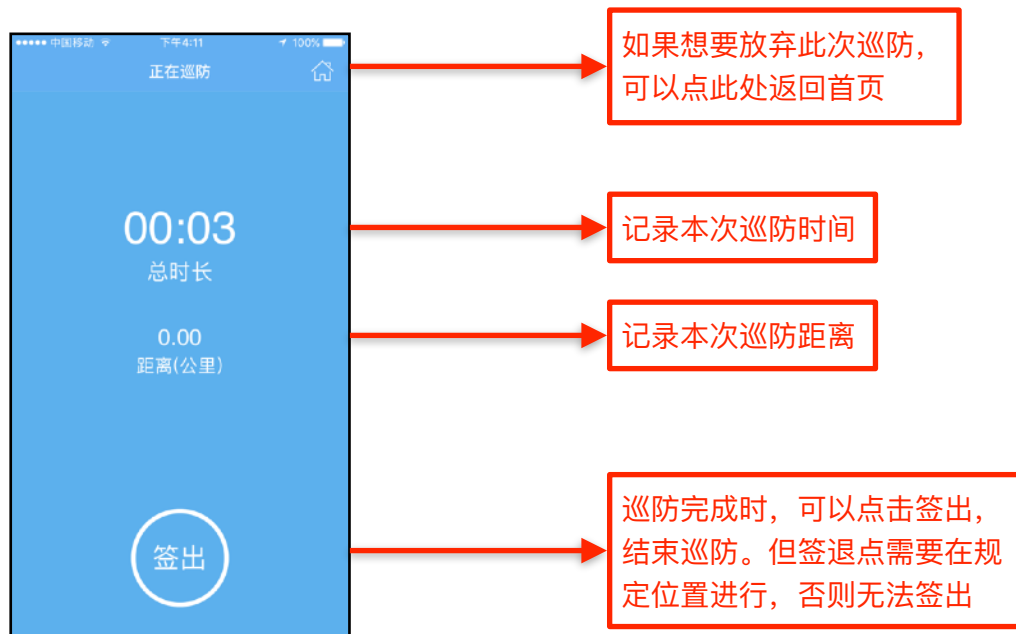 中国移动
下午4:11
100%
正在巡防
如果想要放弃此次巡防，
可以点此处返回首页
00:03
总时长
记录本次巡防时间
0.00
距离(公里)
记录本次巡防距离
签出
巡防完成时，可以点击签出，
结束巡防。但签退点需要在规
定位置进行，否则无法签出